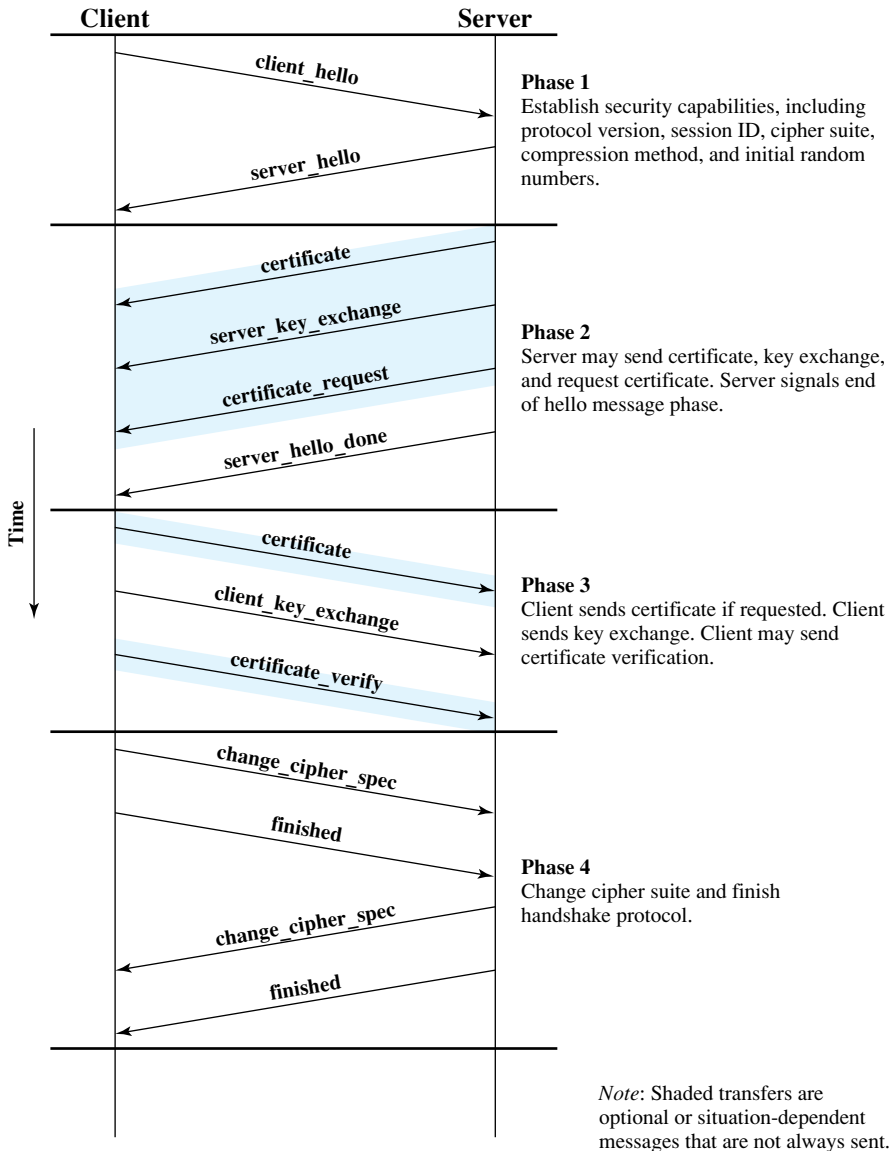 Client
Server
client_hello
server_hello
Phase 1
Establish security capabilities, including
protocol version, session ID, cipher suite,
compression method, and initial random
numbers.
certificate
server_key_exchange
certificate_request
server_hello_done
Phase 2
Server may send certificate, key exchange,
and request certificate. Server signals end
of hello message phase.
Time
certificate
client_key_exchange
certificate_verify
Phase 3
Client sends certificate if requested. Client
sends key exchange. Client may send
certificate verification.
change_cipher_spec
finished
change_cipher_spec
finished
Phase 4
Change cipher suite and finish
handshake protocol.
Note: Shaded transfers are
optional or situation-dependent
messages that are not always sent.